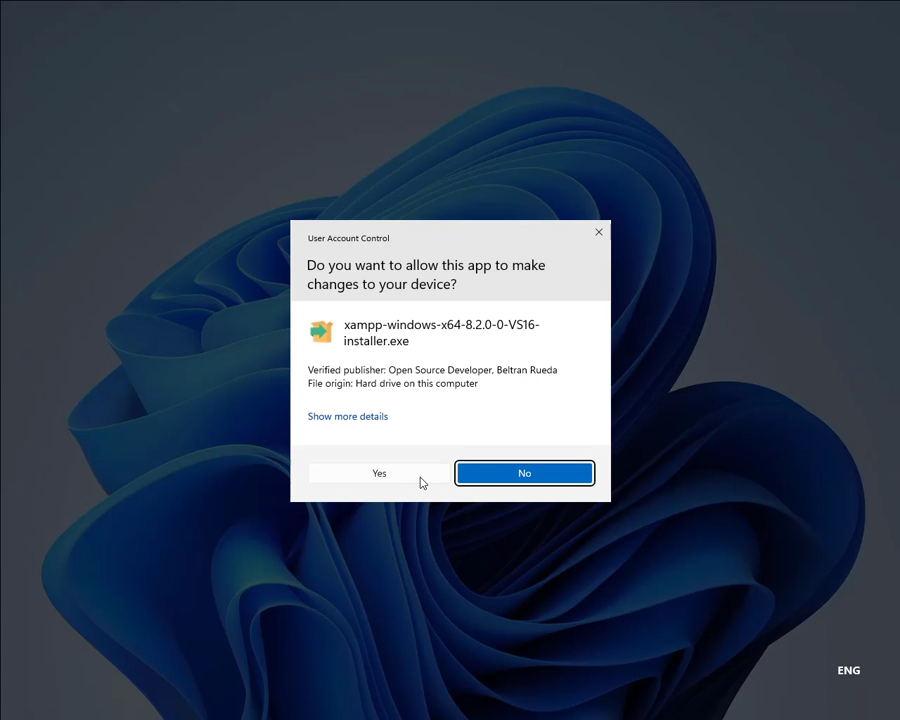 User Account Control
Do you want to allow this app to make
changes to your device?
xampp-windows-x64-8.2.0-0-VS16-
installer.exe
Verified publisher: Open Source Developer, Beltran Rueda
File origin: Hard drive on this computer
Show more details
Yes
No
ENG